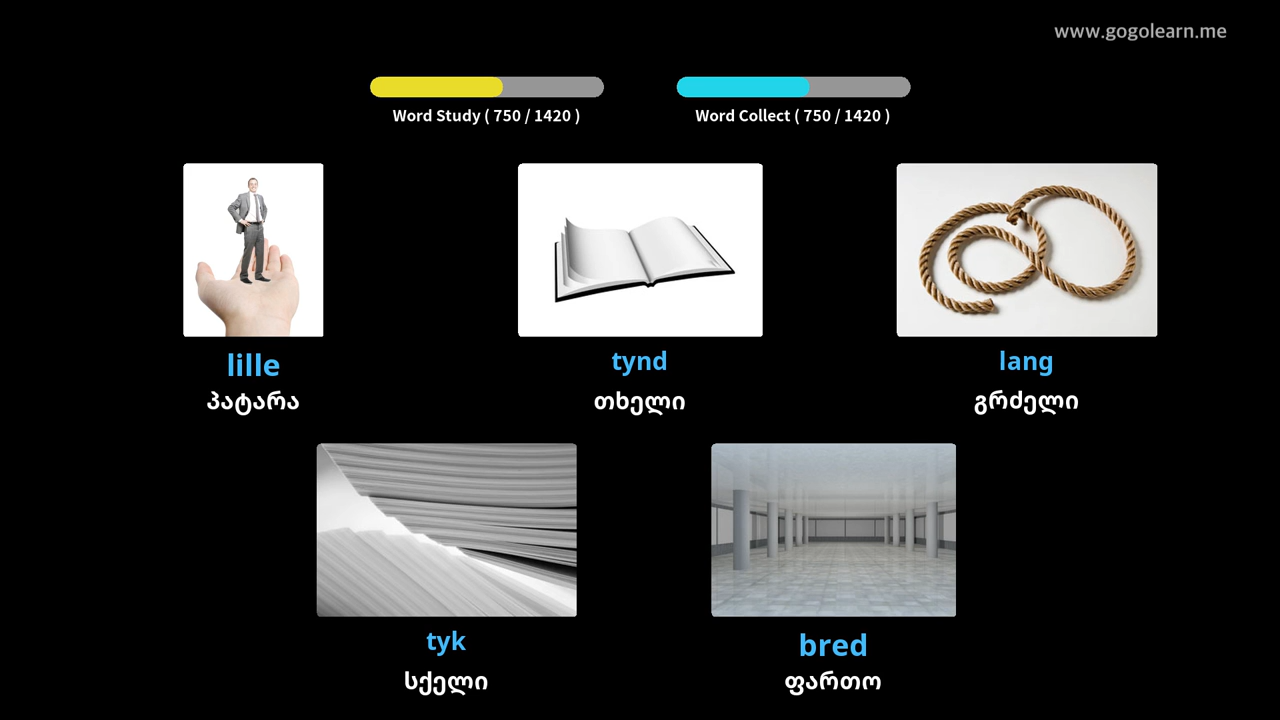 www.gogolearn.me
Word Study ( 750 / 1420 )
Word Collect ( 750 / 1420 )
lille
პატარა
tynd
თხელი
lang
გრძელი
tyk
სქელი
bred
ფართო